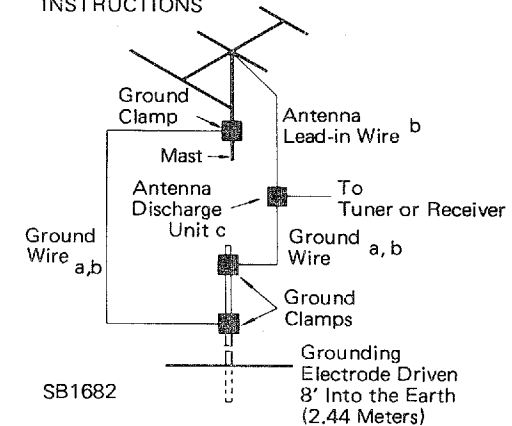 INSTRUCTIONS
Ground
Clamp
Antenna
Lead-in Wire b
Mast
Antenna
Discharge
Unit c
To
Tuner or Receiver
Ground
Wire a,b
Ground
Wire a, b
Ground
Clamps
Grounding
Electrode Driven
8' Into the Earth
(2.44 Meters)
SB1682